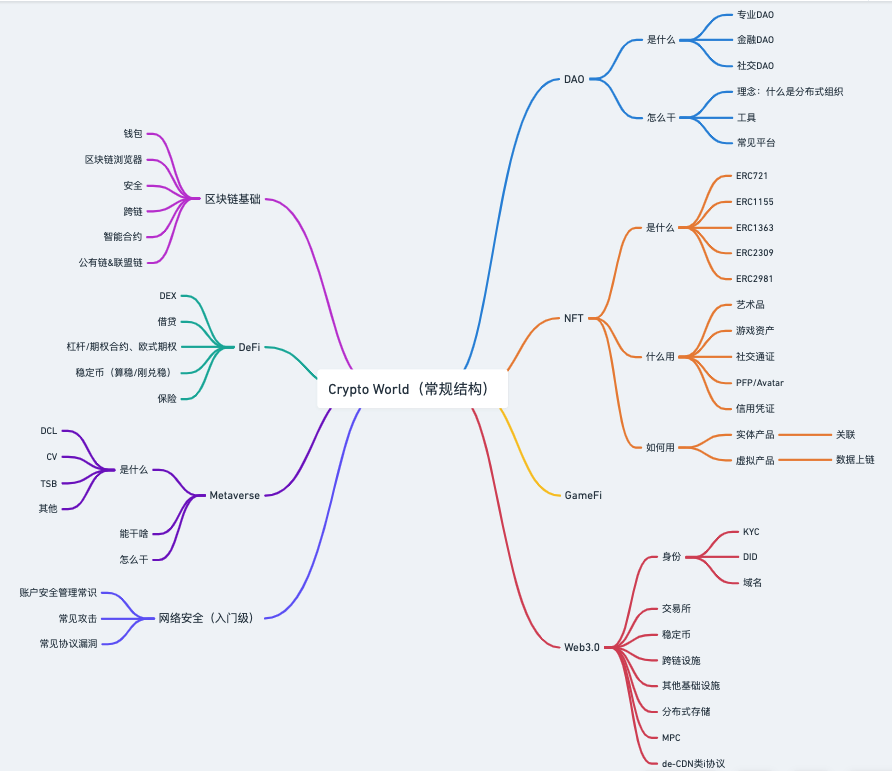 Crypto World（常规结构）
DAO
是什么
专业DAO
金融DAO
社交DAO
怎么干
理念：什么是分布式组织
工具
常见平台
NFT
是什么
ERC721
ERC1155
ERC1363
ERC2309
ERC2981
什么用
艺术品
游戏资产
社交通证
PFP/Avatar
信用凭证
如何用
实体产品
关联
虚拟产品
数据上链
GameFi
Web3.0
身份
KYC
DID
域名
交易所
稳定币
跨链设施
其他基础设施
分布式存储
MPC
de-CDN类i协议
区块链基础
钱包
区块链浏览器
安全
跨链
智能合约
公有链&联盟链
DeFi
DEX
借贷
杠杆/期权合约、欧式期权
稳定币（算稳/刚兑稳）
保险
Metaverse
是什么
DCL
CV
TSB
其他
能干啥
怎么干
网络安全（入门级）
账户安全管理常识
常见攻击
常见协议漏洞